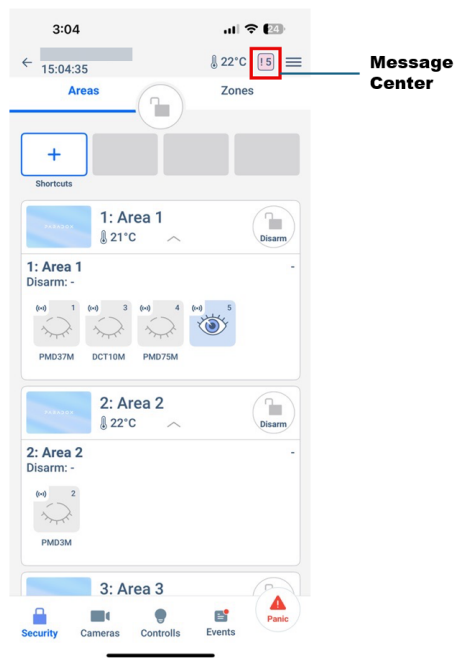 3:04
24
15:04:35
22°C
! 5
Message
Center
Areas
Zones
+
Shortcuts
PARADOX
1: Area 1
21°C
Disarm
1: Area 1
-
Disarm: -
1
3
4
5
PMD37M
DCT10M
PMD75M
PARADOX
2: Area 2
22°C
Disarm
2: Area 2
-
Disarm: -
2
PMD3M
3: Area 3
Security
Cameras
Controlls
Events
Panic